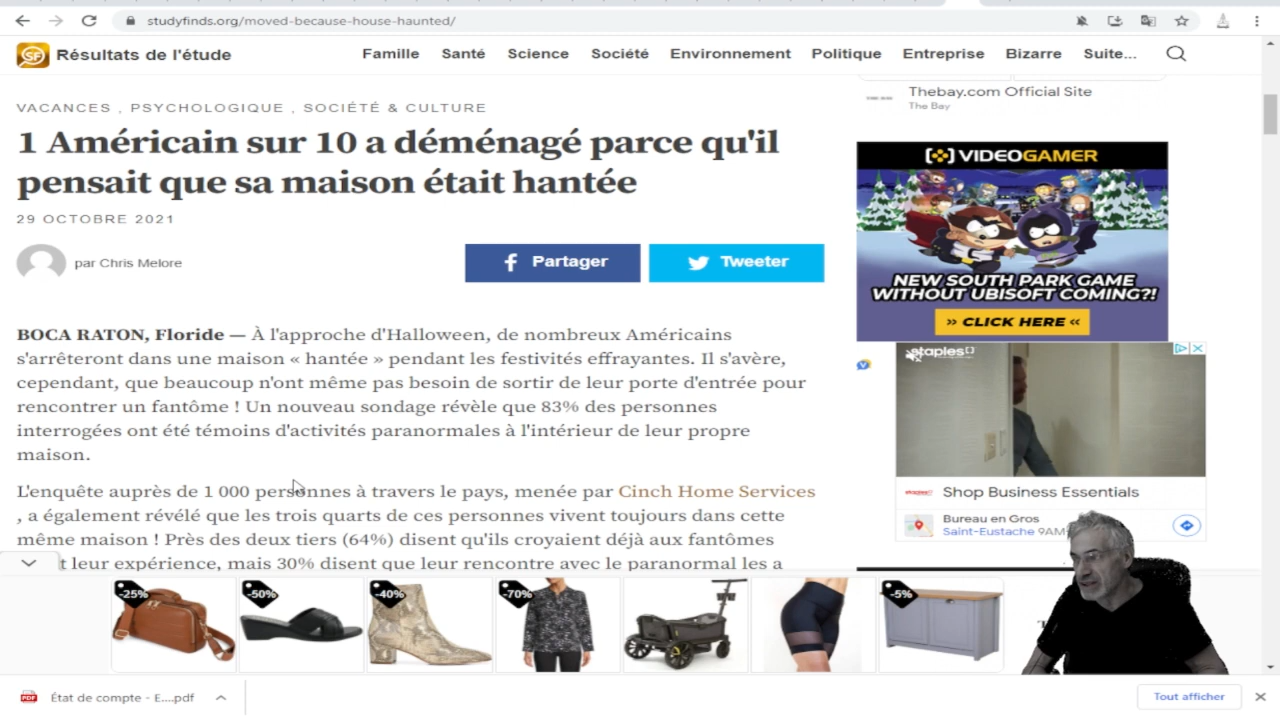 studyfinds.org/moved-because-house-haunted/
SF
Résultats de l'étude
Famille
Santé
Science
Société
Environnement
Politique
Entreprise
Bizarre
Suite...
VACANCES , PSYCHOLOGIQUE , SOCIÉTÉ & CULTURE
1 Américain sur 10 a déménagé parce qu'il
pensait que sa maison était hantée
29 OCTOBRE 2021
par Chris Melore
Partager
Tweeter
BOCA RATON, Floride — À l'approche d'Halloween, de nombreux Américains
s'arrêteront dans une maison « hantée » pendant les festivités effrayantes. Il s'avère,
cependant, que beaucoup n'ont même pas besoin de sortir de leur porte d'entrée pour
rencontrer un fantôme ! Un nouveau sondage révèle que 83% des personnes
interrogées ont été témoins d'activités paranormales à l'intérieur de leur propre
maison.
L'enquête auprès de 1 000 personnes à travers le pays, menée par Cinch Home Services
, a également révélé que les trois quarts de ces personnes vivent toujours dans cette
même maison ! Près des deux tiers (64%) disent qu'ils croyaient déjà aux fantômes
t leur expérience, mais 30% disent que leur rencontre avec le paranormal les a
Thebay.com Official Site
The Bay
VIDEOGAMER
NEW SOUTH PARK GAME
WITHOUT UBISOFT COMING?!
» CLICK HERE «
staples
Shop Business Essentials
Bureau en Gros
Saint-Eustache 9AM
-25%
-50%
-40%
-70%
-5%
PDF
État de compte - E....pdf
Tout afficher